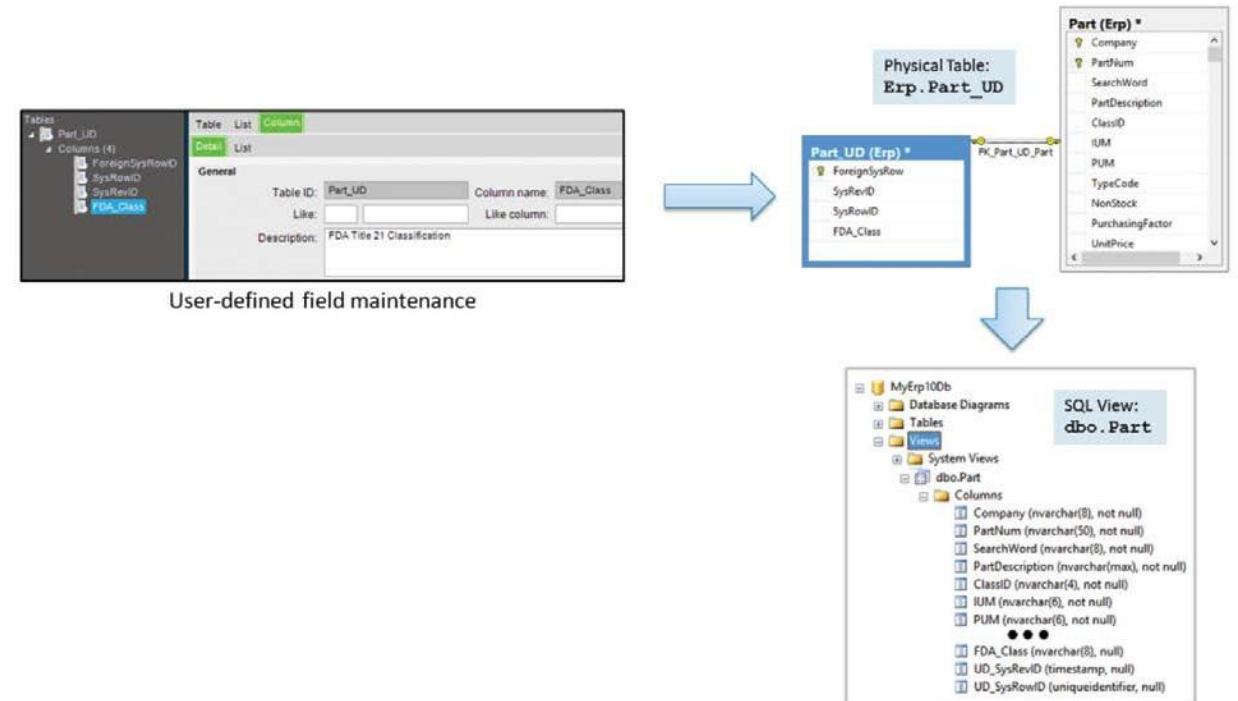 Tables
Part_UD
Columns (4)
ForeignSysRowID
SysRowID
SysRevID
FDA_Class
Table List Column
Detail List
General
Table ID: Part_UD Column name: FDA_Class
Like: Like column:
Description: FDA Title 21 Classification
User-defined field maintenance
Physical Table:
Erp.Part_UD
Part_UD (Erp) *
ForeignSysRow
SysRevID
SysRowID
FDA_Class
FK_Part_UD_Part
Part (Erp) *
Company
PartNum
SearchWord
PartDescription
ClassID
IUM
PUM
TypeCode
NonStock
PurchasingFactor
UnitPrice
MyErp10Db
Database Diagrams
Tables
Views
System Views
dbo.Part
Columns
Company (nvarchar(8), not null)
PartNum (nvarchar(50), not null)
SearchWord (nvarchar(8), not null)
PartDescription (nvarchar(max), not null)
ClassID (nvarchar(4), not null)
IUM (nvarchar(6), not null)
PUM (nvarchar(6), not null)
FDA_Class (nvarchar(8), null)
UD_SysRevID (timestamp, null)
UD_SysRowID (uniqueidentifier, null)
SQL View:
dbo.Part